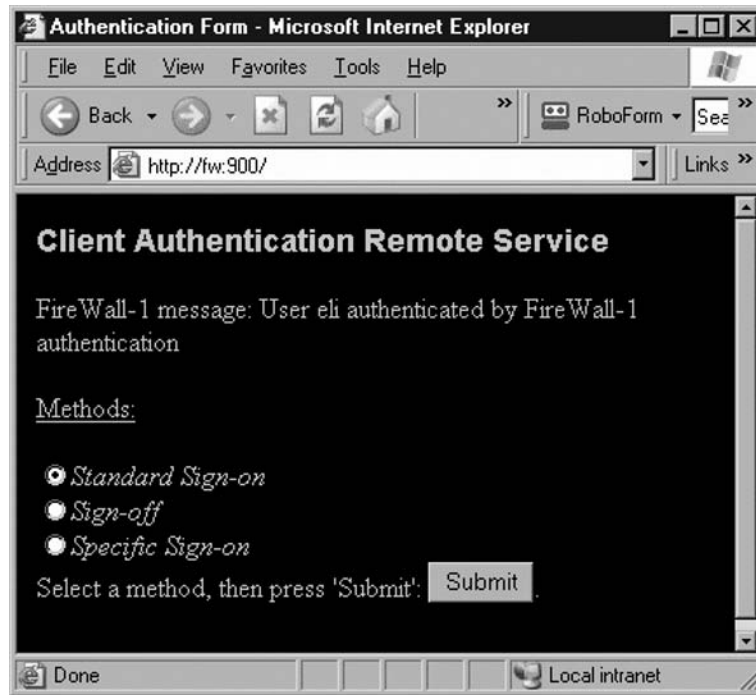 Authentication Form - Microsoft Internet Explorer
File Edit View Favorites Tools Help
Back » RoboForm Sea »
Address http://fw:900/ Links »
Client Authentication Remote Service
FireWall-1 message: User eli authenticated by FireWall-1
authentication
Methods:
Standard Sign-on
Sign-off
Specific Sign-on
Select a method, then press 'Submit': Submit .
Done Local intranet